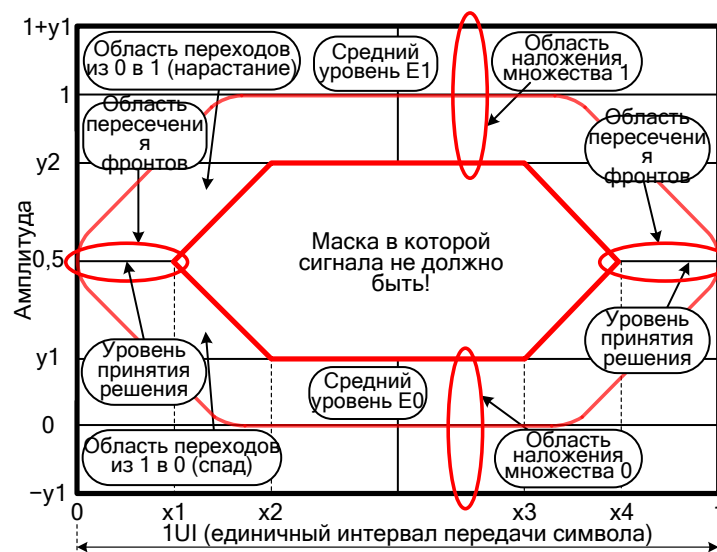 1+y1
Область переходов
из 0 в 1 (нарастание)
Средний
уровень E1
Область
наложения
множества 1
1
Область
пересечени
я
фронтов
Область
пересечени
я
фронтов
y2
Амплитуда
0,5
Маска в которой
сигнала не должно
быть!
Уровень
принятия
решения
Уровень
принятия
решения
y1
Средний
уровень E0
0
Область переходов
из 1 в 0 (спад)
Область
наложения
множества 0
−y1
0
x1
x2
x3
x4
1
1UI (единичный интервал передачи символа)